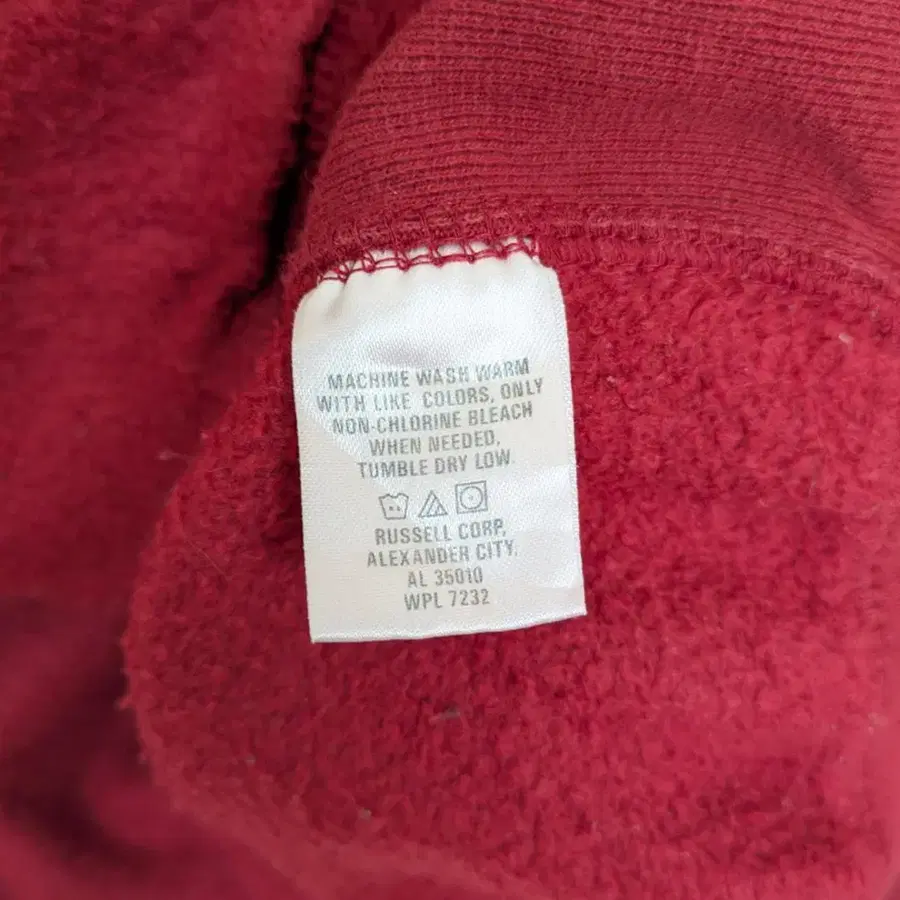 MACHINE WASH WARM
WITH LIKE COLORS, ONLY
NON-CHLORINE BLEACH
WHEN NEEDED.
TUMBLE DRY LOW.
RUSSELL CORP.
ALEXANDER CITY.
AL 35010
WPL 7232